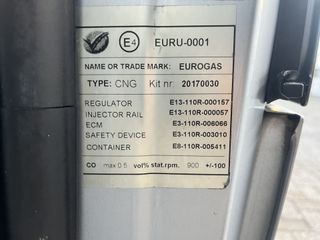 E4 EURU-0001
NAME OR TRADE MARK: EUROGAS
TYPE: CNG Kit nr: 20170030
REGULATOR E13-110R-000157
INJECTOR RAIL E13-110R-000057
ECM E3-110R-006066
SAFETY DEVICE E3-110R-003010
CONTAINER E8-110R-005411
CO max 0.5 vol% stat.rpm. 900 +/-100